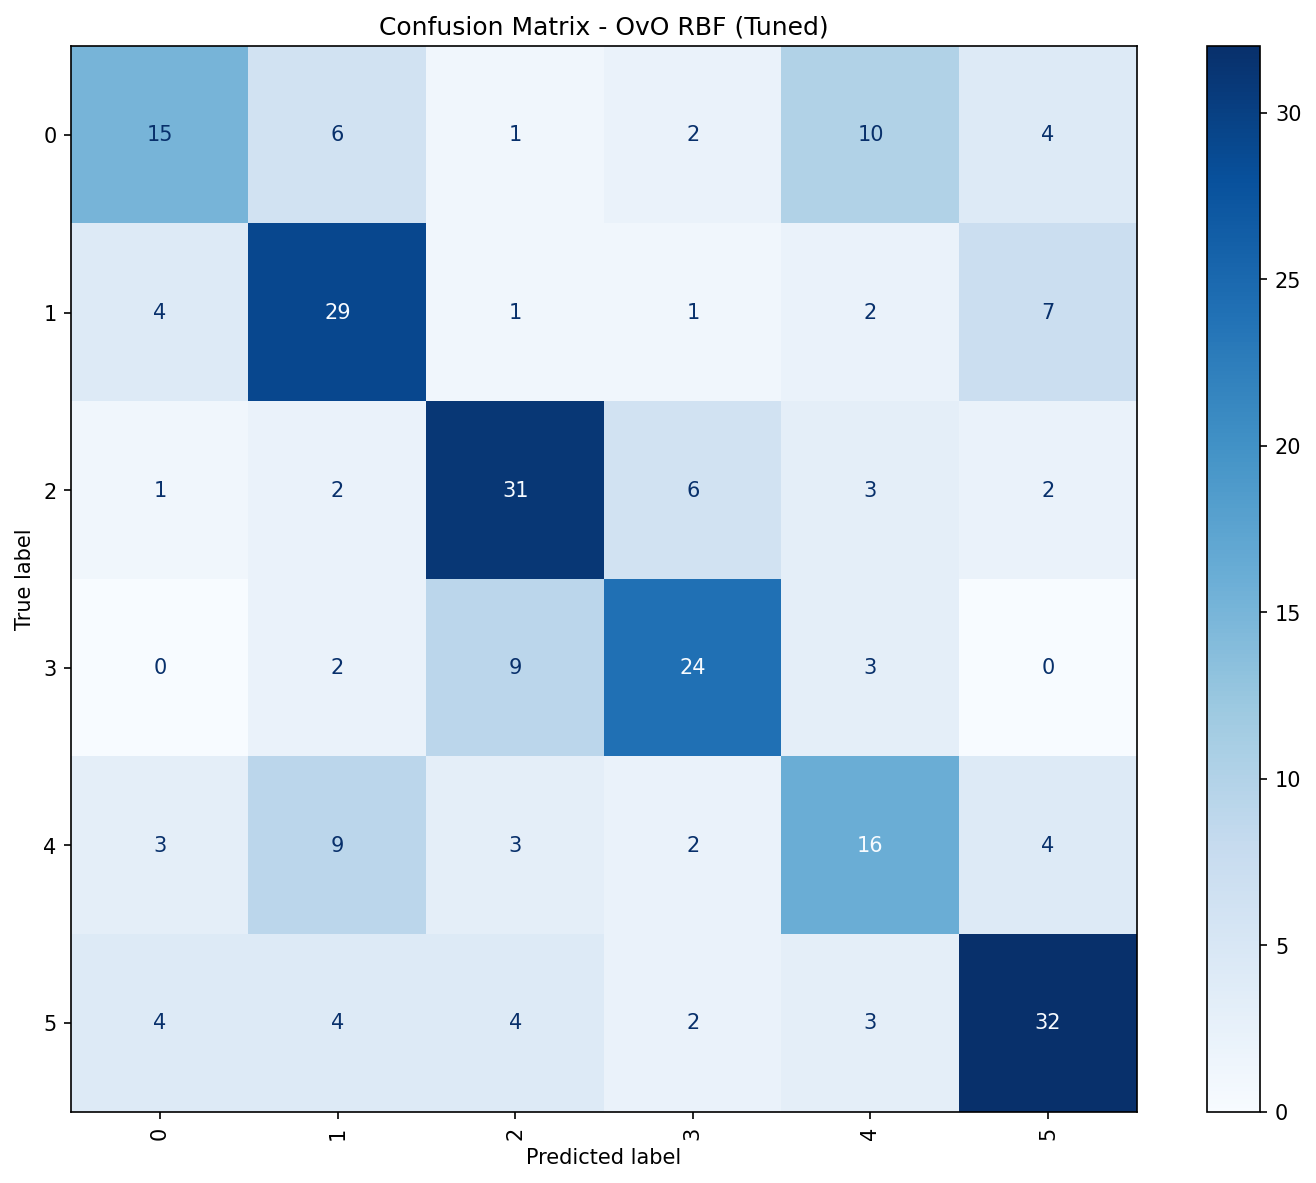 Confusion Matrix - OvO RBF (Tuned)
0 15 6 1 2 10 4
1 4 29 1 1 2 7
2 1 2 31 6 3 2
3 0 2 9 24 3 0
4 3 9 3 2 16 4
5 4 4 4 2 3 32
0 1 2 3 4 5
True label
Predicted label
30
25
20
15
10
5
0